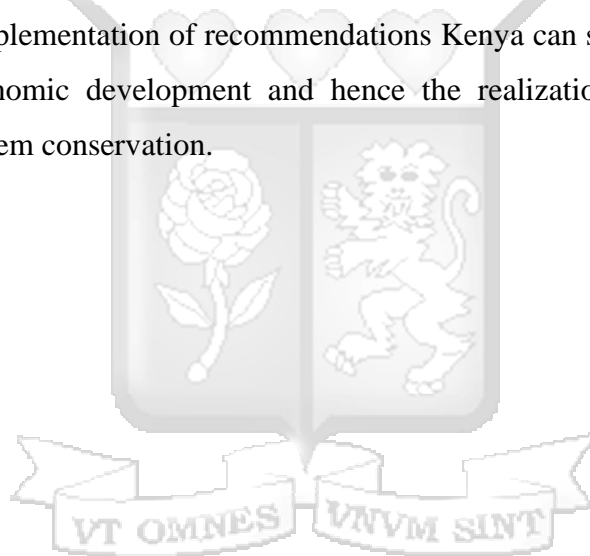 plementation of recommendations Kenya can s
nomic development and hence the realizatio
em conservation.
VT OMNES VNVM SINT